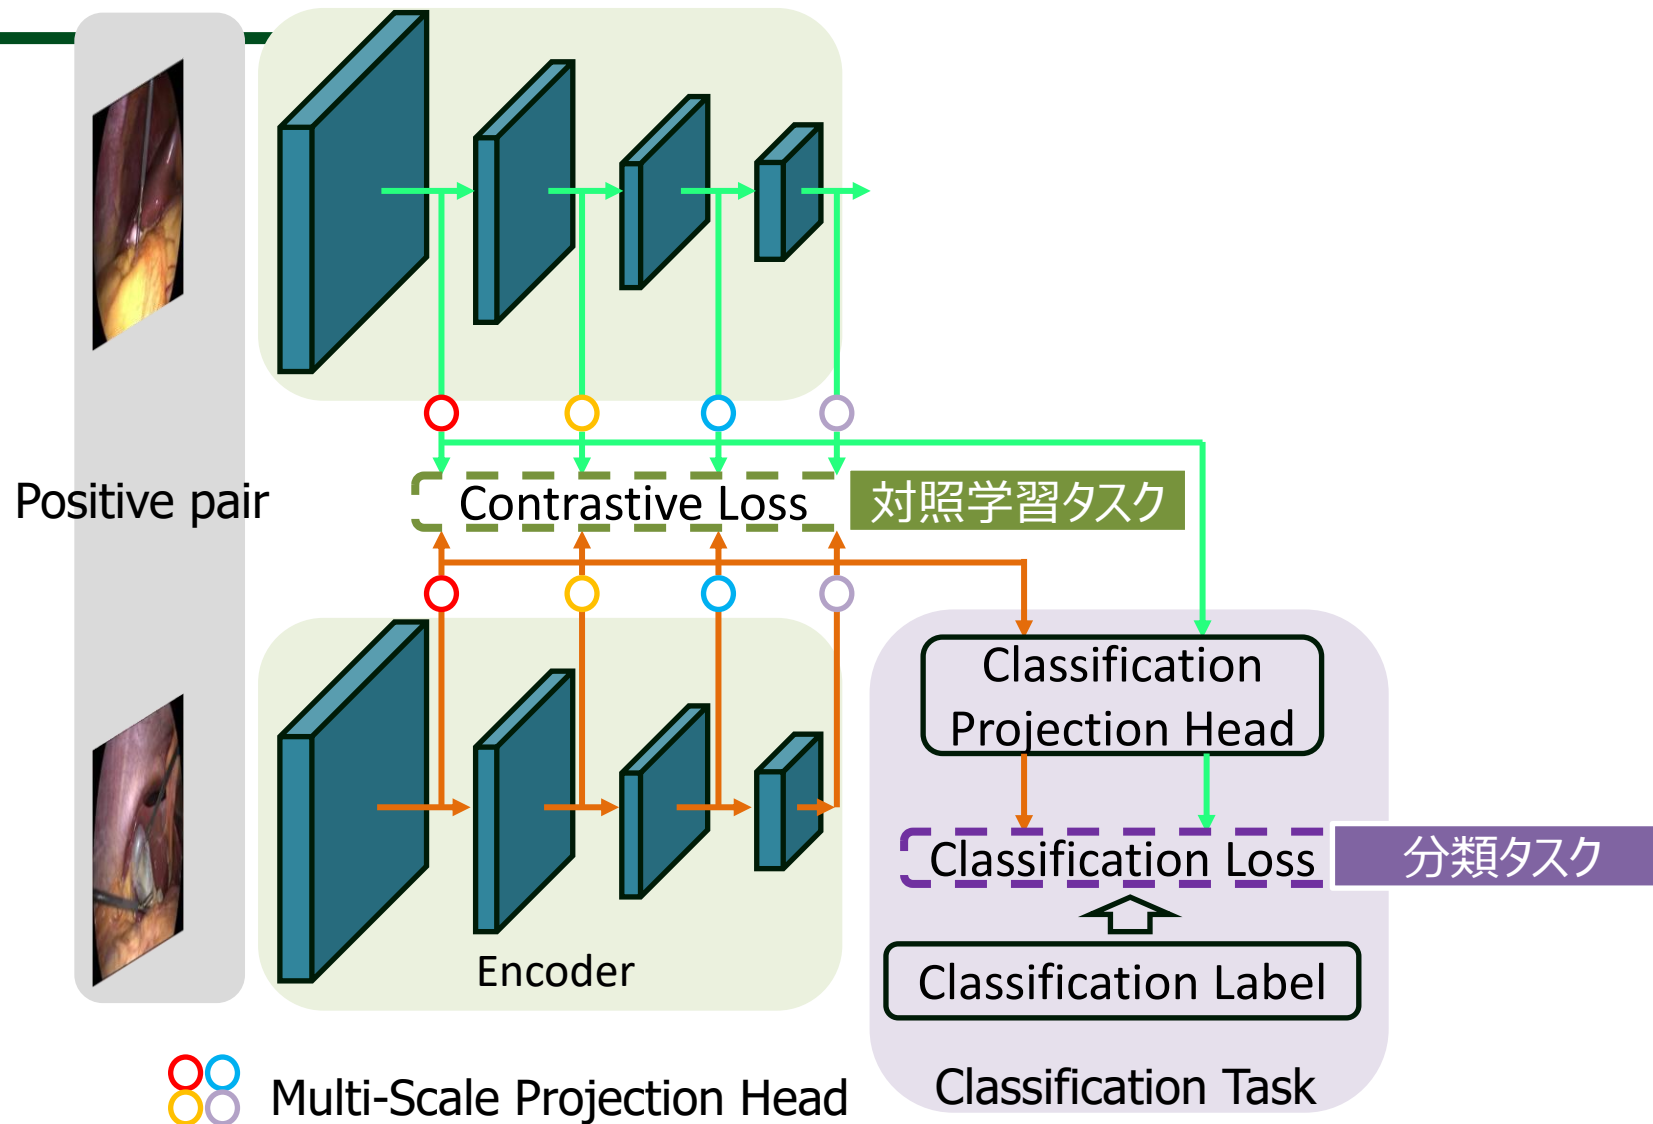 Positive pair
Contrastive Loss
対照学習タスク
Classification
Projection Head
Classification Loss
分類タスク
Encoder
Classification Label
Classification Task
Multi-Scale Projection Head